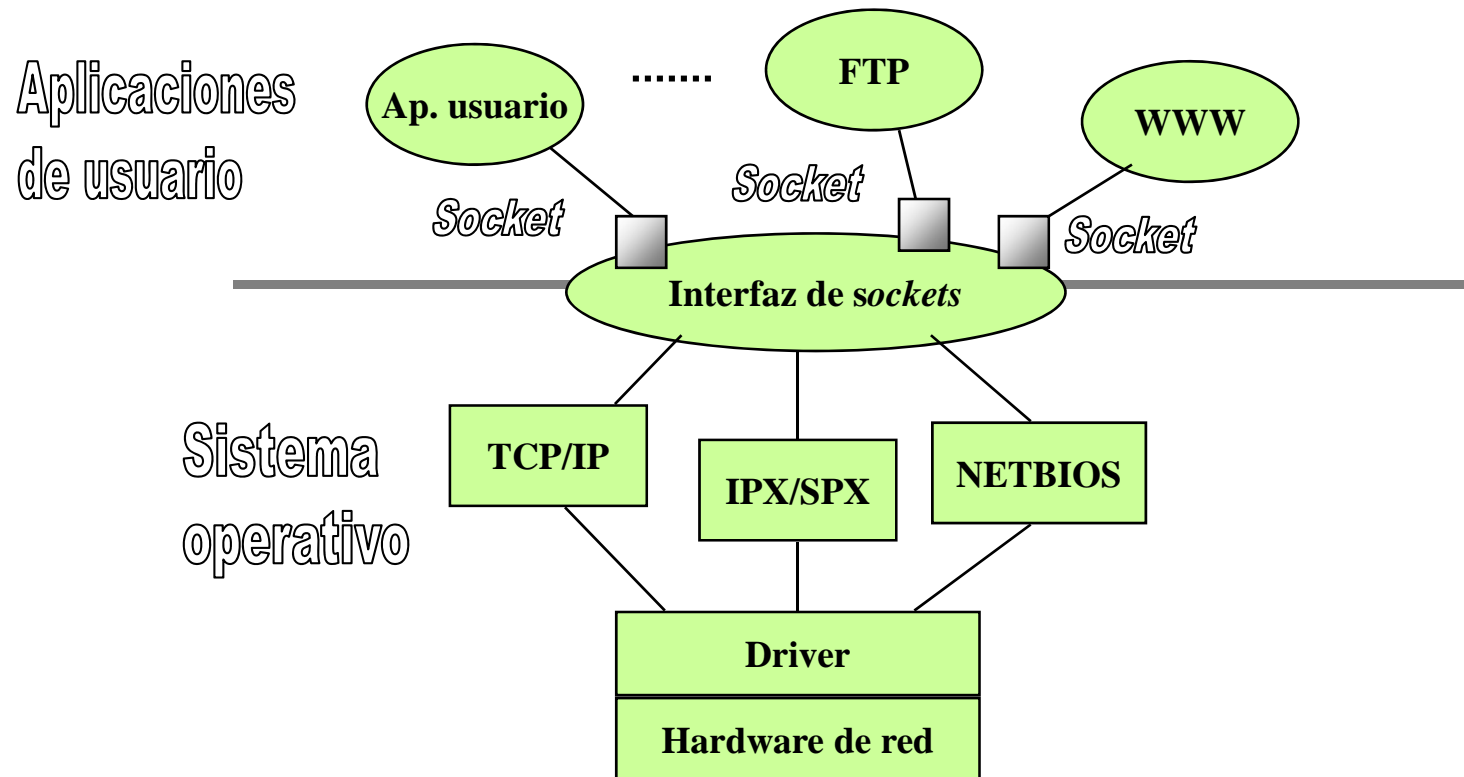 Aplicaciones
de usuario
Ap. usuario
.......
FTP
WWW
Socket
Socket
Socket
Interfaz de sockets
Sistema
operativo
TCP/IP
IPX/SPX
NETBIOS
Driver
Hardware de red